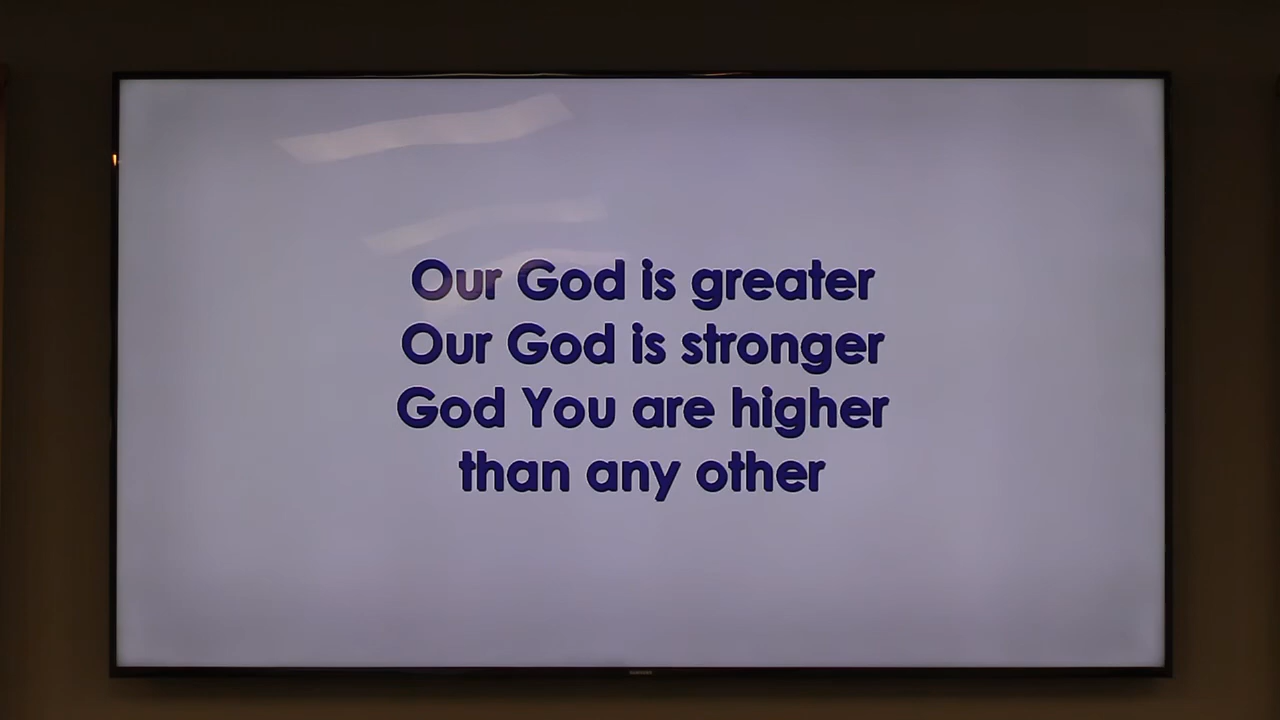 Our God is greater
Our God is stronger
God You are higher
than any other